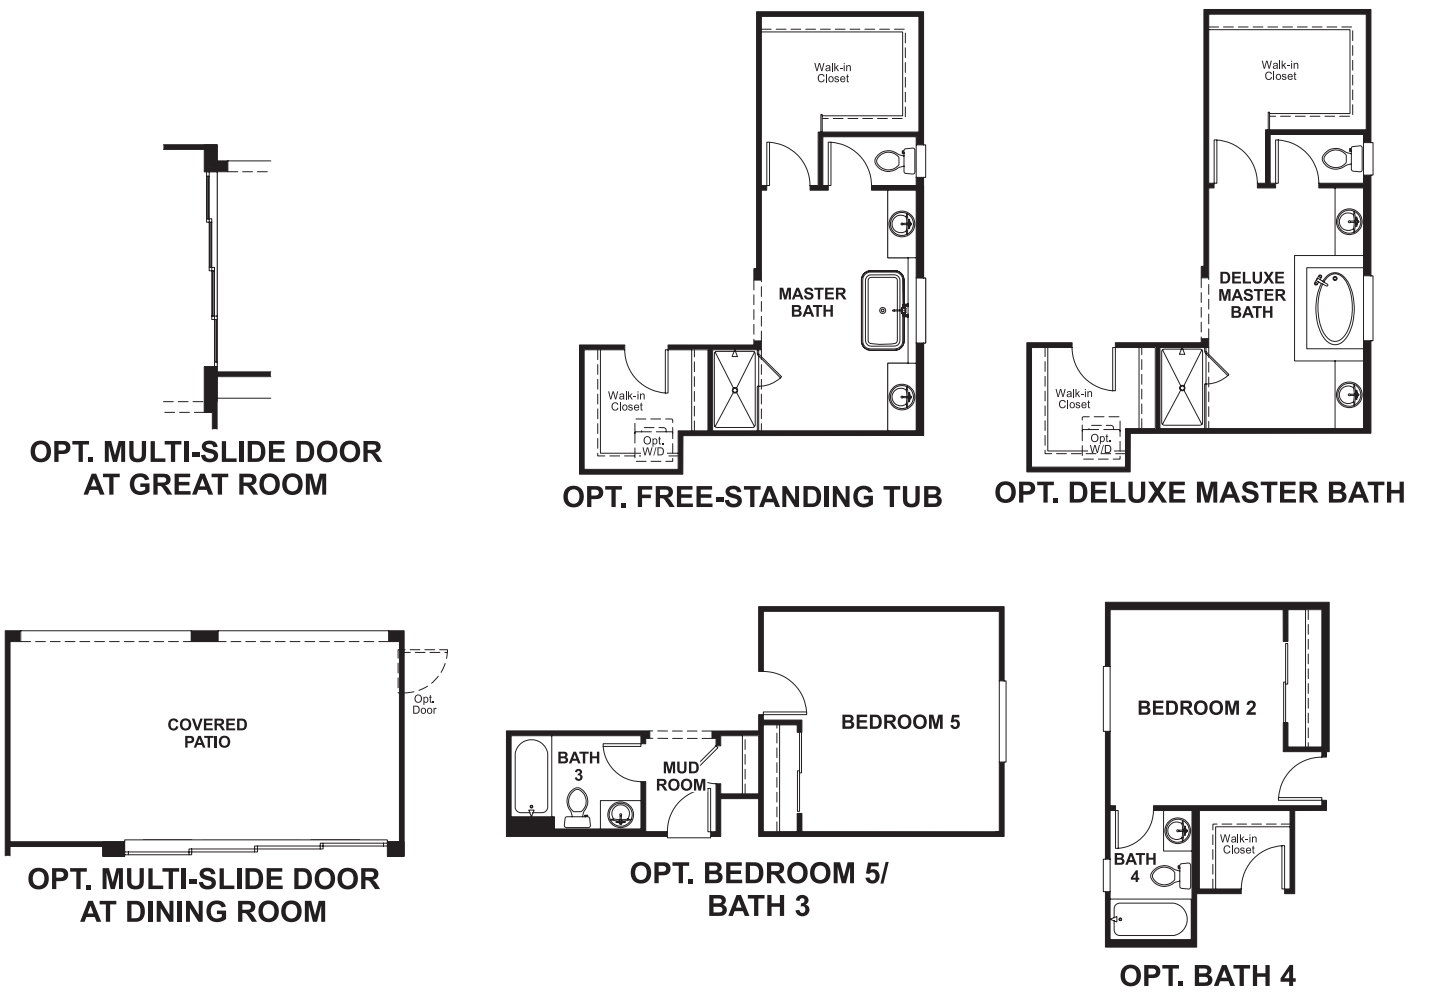 Walk-in
Closet
MASTER
BATH
Walk-in
Closet
Opt.
W/D
OPT. FREE-STANDING TUB
Walk-in
Closet
DELUXE
MASTER
BATH
Walk-in
Closet
Opt.
W/D
OPT. DELUXE MASTER BATH
OPT. MULTI-SLIDE DOOR
AT GREAT ROOM
COVERED
PATIO
Opt.
Door
OPT. MULTI-SLIDE DOOR
AT DINING ROOM
BEDROOM 5
BATH
3
MUD
ROOM
OPT. BEDROOM 5/
BATH 3
BEDROOM 2
Walk-in
Closet
BATH
4
OPT. BATH 4